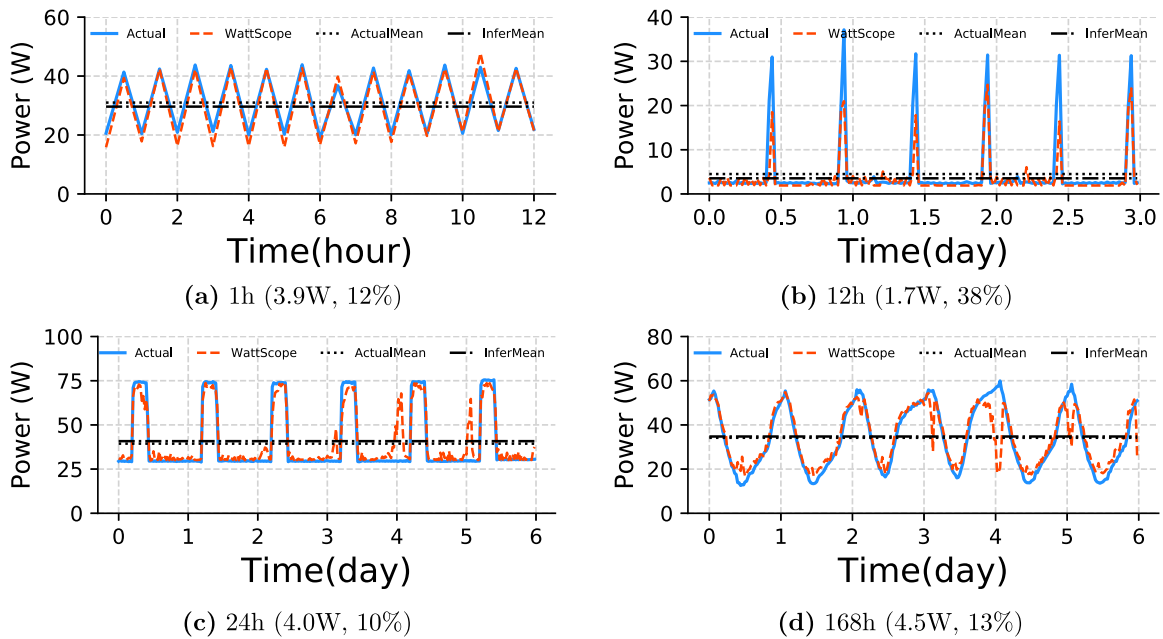 Actual WattScope ActualMean InferMean
Power (W)
60
40
20
0
0 2 4 6 8 10 12
Time(hour)
(a) 1h (3.9W, 12%)
Actual WattScope ActualMean InferMean
Power (W)
40
30
20
10
0
0.0 0.5 1.0 1.5 2.0 2.5 3.0
Time(day)
(b) 12h (1.7W, 38%)
Actual WattScope ActualMean InferMean
Power (W)
100
75
50
25
0
0 1 2 3 4 5 6
Time(day)
(c) 24h (4.0W, 10%)
Actual WattScope ActualMean InferMean
Power (W)
80
60
40
20
0
0 1 2 3 4 5 6
Time(day)
(d) 168h (4.5W, 13%)